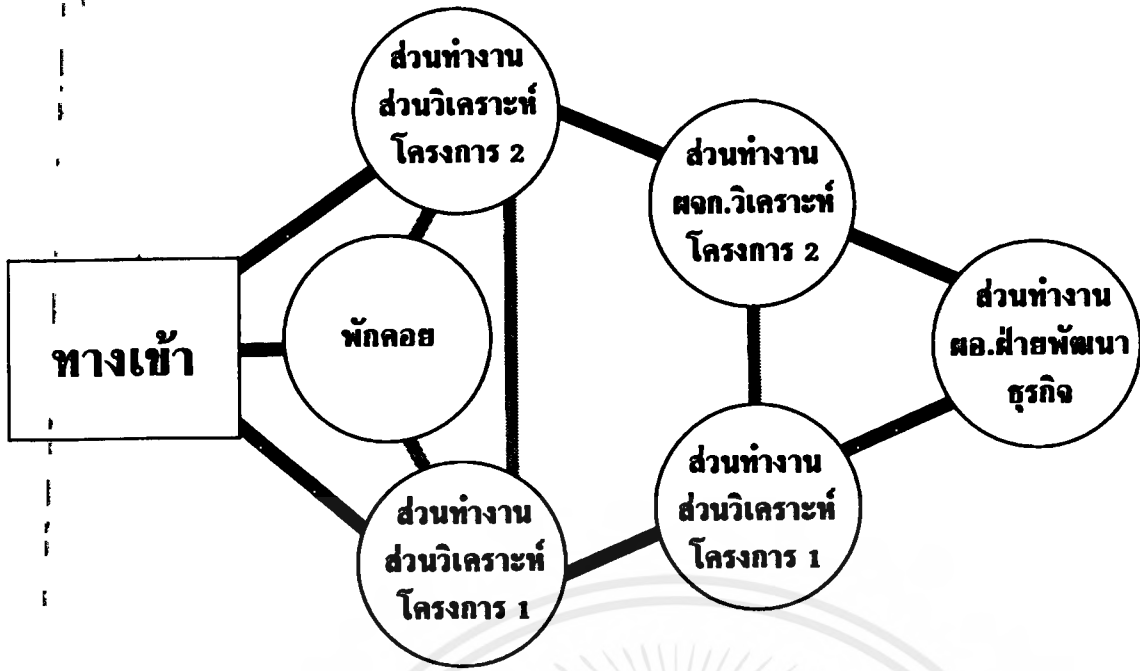 ส่วนทำงาน
ส่วนวิเคราะห์
โครงการ 2
ส่วนทำงาน
ผจก.วิเคราะห์
โครงการ 2
ทางเข้า
พักคอย
ส่วนทำงาน
ผอ.ฝ่ายพัฒนา
ธุรกิจ
ส่วนทำงาน
ส่วนวิเคราะห์
โครงการ 1
ส่วนทำงาน
ส่วนวิเคราะห์
โครงการ 1